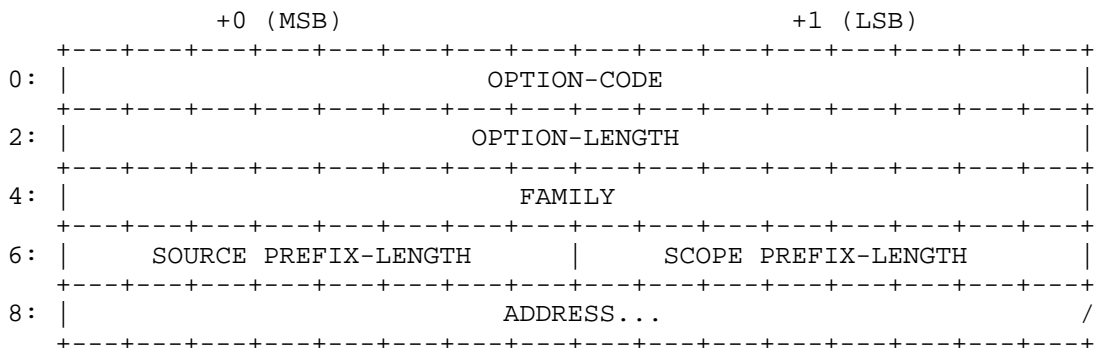 +0 (MSB) +1 (LSB)
+---+---+---+---+---+---+---+---+---+---+---+---+---+---+---+---+
0: | OPTION-CODE |
+---+---+---+---+---+---+---+---+---+---+---+---+---+---+---+---+
2: | OPTION-LENGTH |
+---+---+---+---+---+---+---+---+---+---+---+---+---+---+---+---+
4: | FAMILY |
+---+---+---+---+---+---+---+---+---+---+---+---+---+---+---+---+
6: | SOURCE PREFIX-LENGTH | SCOPE PREFIX-LENGTH |
+---+---+---+---+---+---+---+---+---+---+---+---+---+---+---+---+
8: | ADDRESS... /
+---+---+---+---+---+---+---+---+---+---+---+---+---+---+---+---+